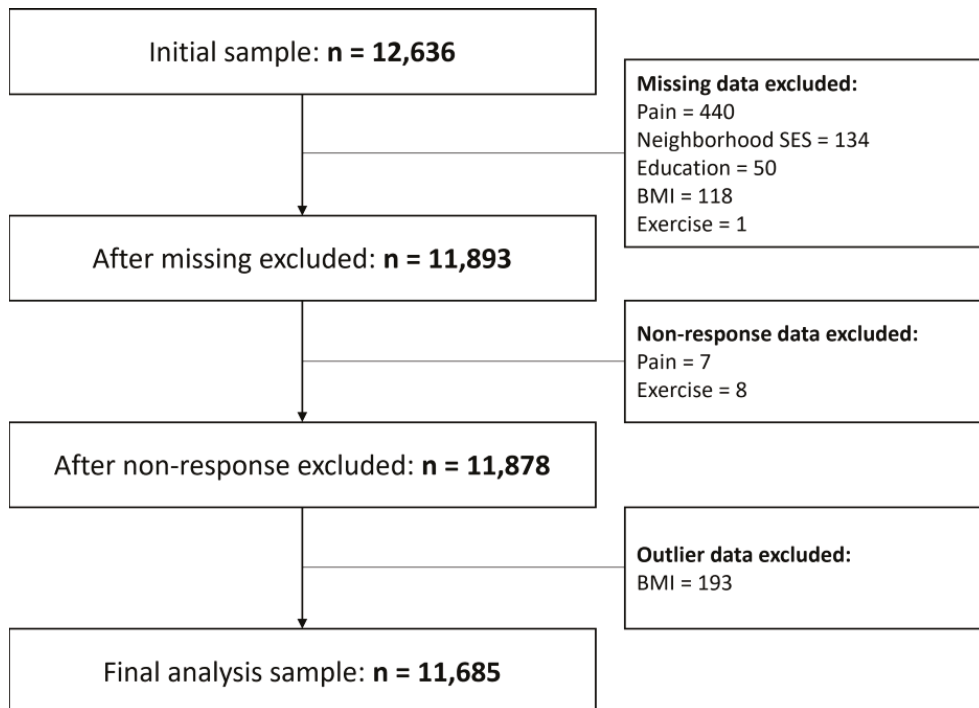 Initial sample: n = 12,636
Missing data excluded:
Pain = 440
Neighborhood SES = 134
Education = 50
BMI = 118
Exercise = 1
After missing excluded: n = 11,893
Non-response data excluded:
Pain = 7
Exercise = 8
After non-response excluded: n = 11,878
Outlier data excluded:
BMI = 193
Final analysis sample: n = 11,685